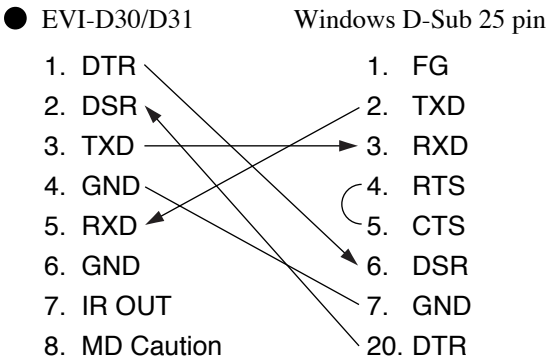 ● EVI-D30/D31 Windows D-Sub 25 pin
1. DTR 1. FG
2. DSR 2. TXD
3. TXD 3. RXD
4. GND 4. RTS
5. RXD 5. CTS
6. GND 6. DSR
7. IR OUT 7. GND
8. MD Caution 20. DTR